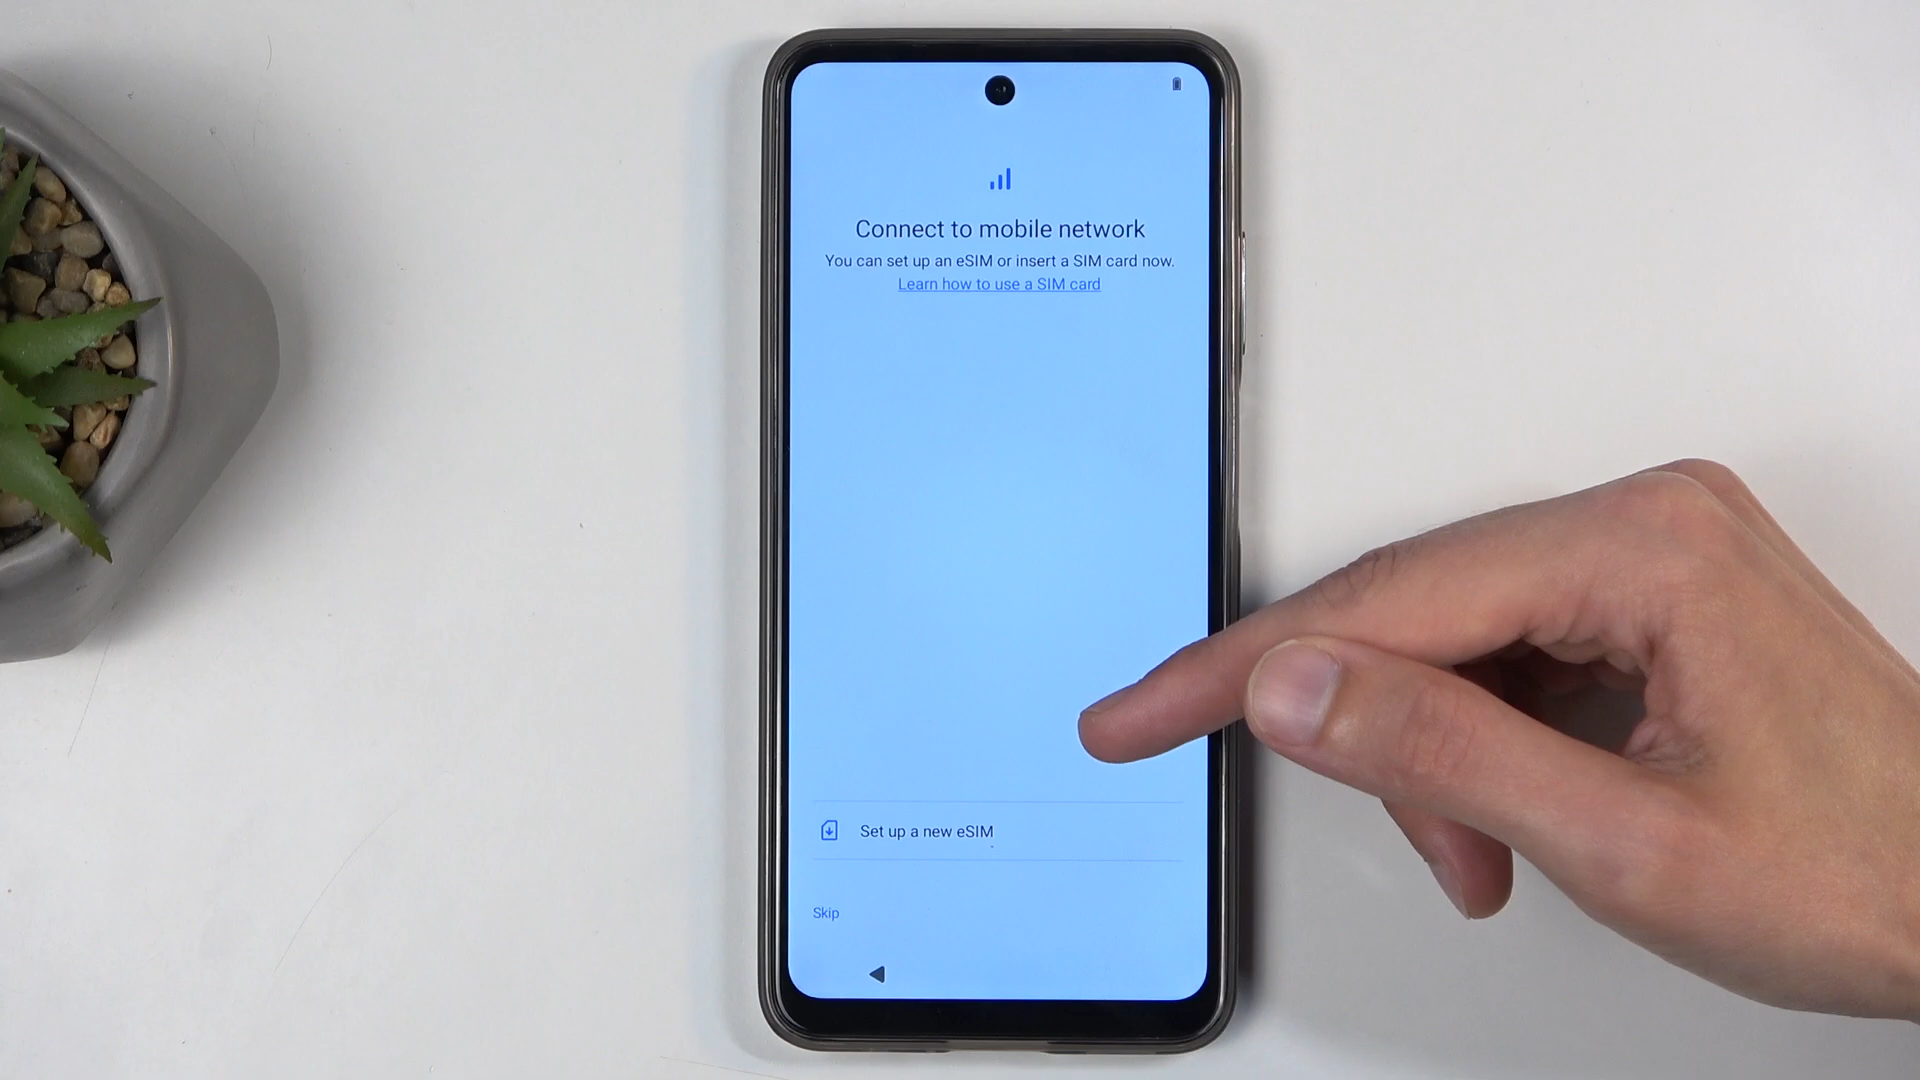 Connect to mobile network
You can set up an eSIM or insert a SIM card now.
Learn how to use a SIM card
Set up a new eSIM
Skip